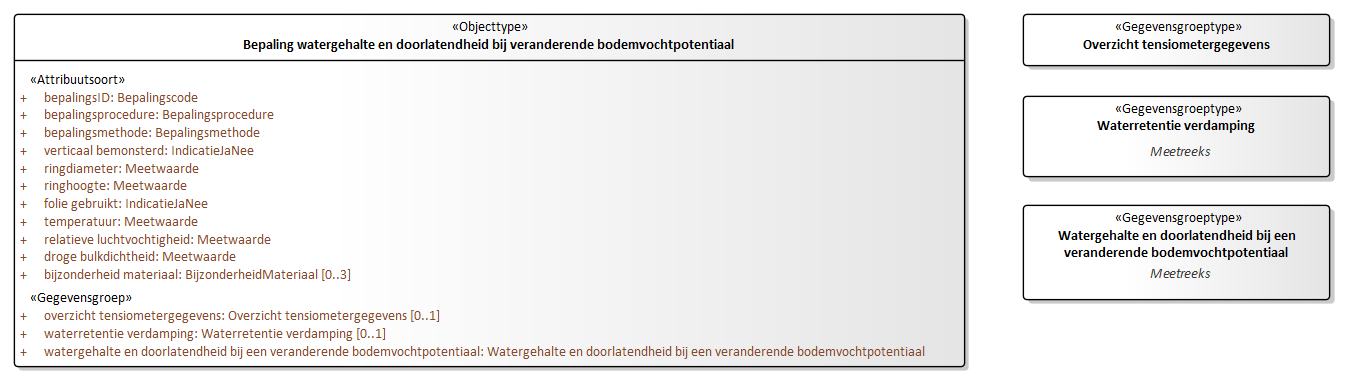 «Objecttype»
Bepaling watergehalte en doorlatendheid bij veranderende bodemvochtpotentiaal
«Attribuutsoort»
+ bepalingsID: Bepalingscode
+ bepalingsprocedure: Bepalingsprocedure
+ bepalingsmethode: Bepalingsmethode
+ verticaal bemonsterd: IndicatieJaNee
+ ringdiameter: Meetwaarde
+ ringhoogte: Meetwaarde
+ folie gebruikt: IndicatieJaNee
+ temperatuur: Meetwaarde
+ relatieve luchtvochtigheid: Meetwaarde
+ droge bulkdichtheid: Meetwaarde
+ bijzonderheid materiaal: BijzonderheidMateriaal [0..3]
«Gegevensgroep»
+ overzicht tensiometergegevens: Overzicht tensiometergegevens [0..1]
+ waterretentie verdamping: Waterretentie verdamping [0..1]
+ watergehalte en doorlatendheid bij een veranderende bodemvochtpotentiaal: Watergehalte en doorlatendheid bij een veranderende bodemvochtpotentiaal
«Gegevensgroeptype»
Overzicht tensiometergegevens
«Gegevensgroeptype»
Waterretentie verdamping
Meetreeks
«Gegevensgroeptype»
Watergehalte en doorlatendheid bij een
veranderende bodemvochtpotentiaal
Meetreeks